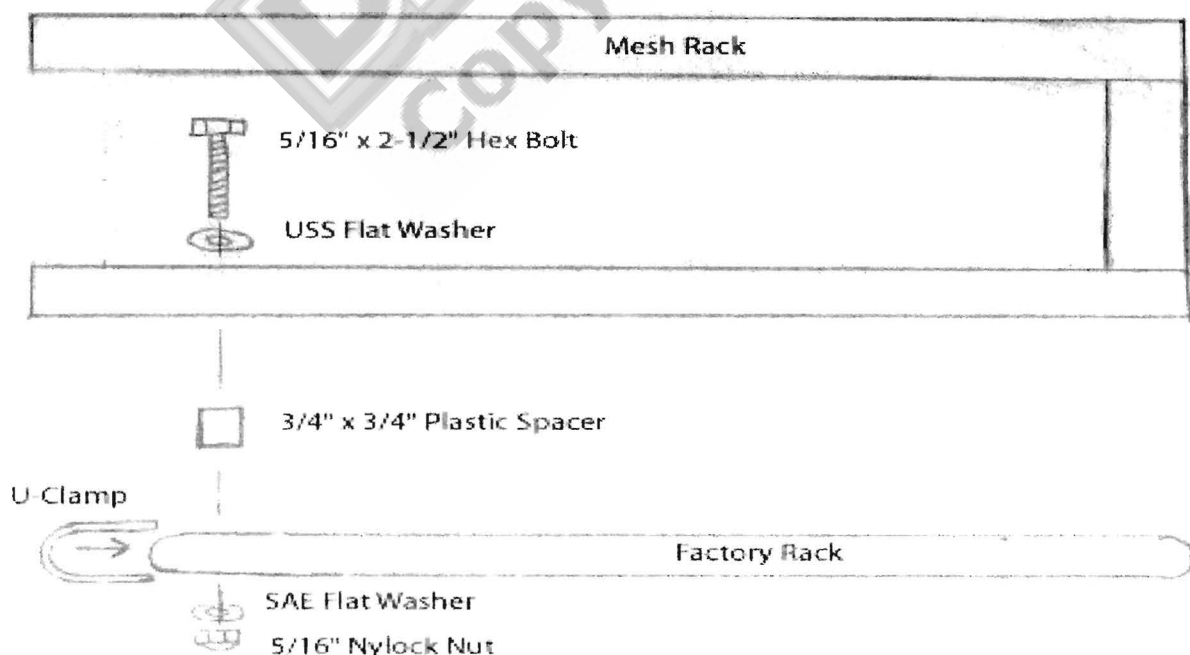 Mesh Rack
5/16" x 2-1/2" Hex Bolt
USS Flat Washer
3/4" x 3/4" Plastic Spacer
U-Clamp
Factory Rack
SAE Flat Washer
5/16" Nylock Nut